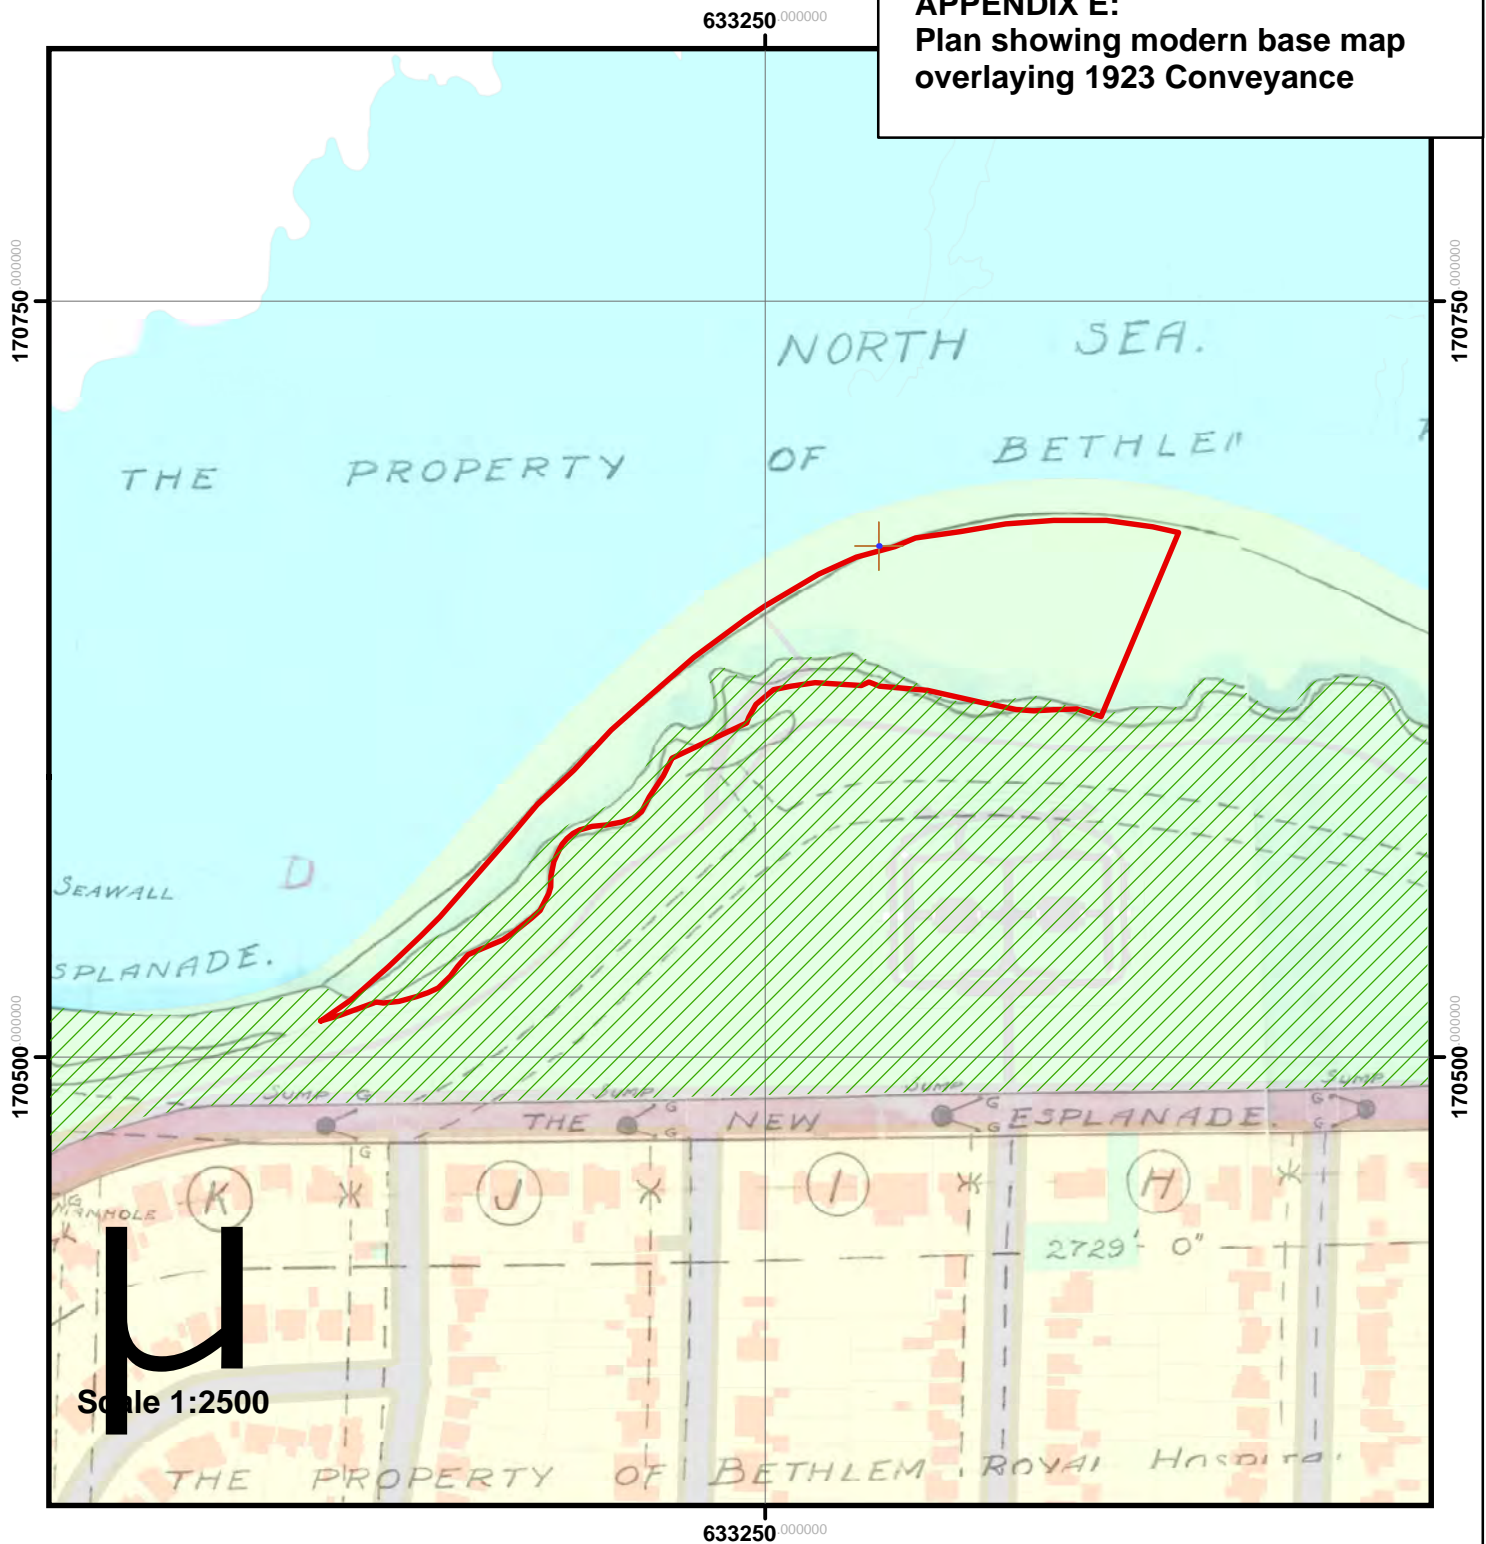 APPENDIX E:
Plan showing modern base map
overlaying 1923 Conveyance
633250.000000
170750.000000
170750.000000
NORTH SEA.
THE PROPERTY OF BETHLEM
D
SEAWALL
SPLANADE.
170500.000000
170500.000000
SUMP G SUMP SUMP SUMP
THE NEW ESPLANADE.
G G G G
G G G G
K J I H
MANHOLE
2729'- 0"
µ
Scale 1:2500
THE PROPERTY OF BETHLEM ROYAL HOSPITAL
633250.000000